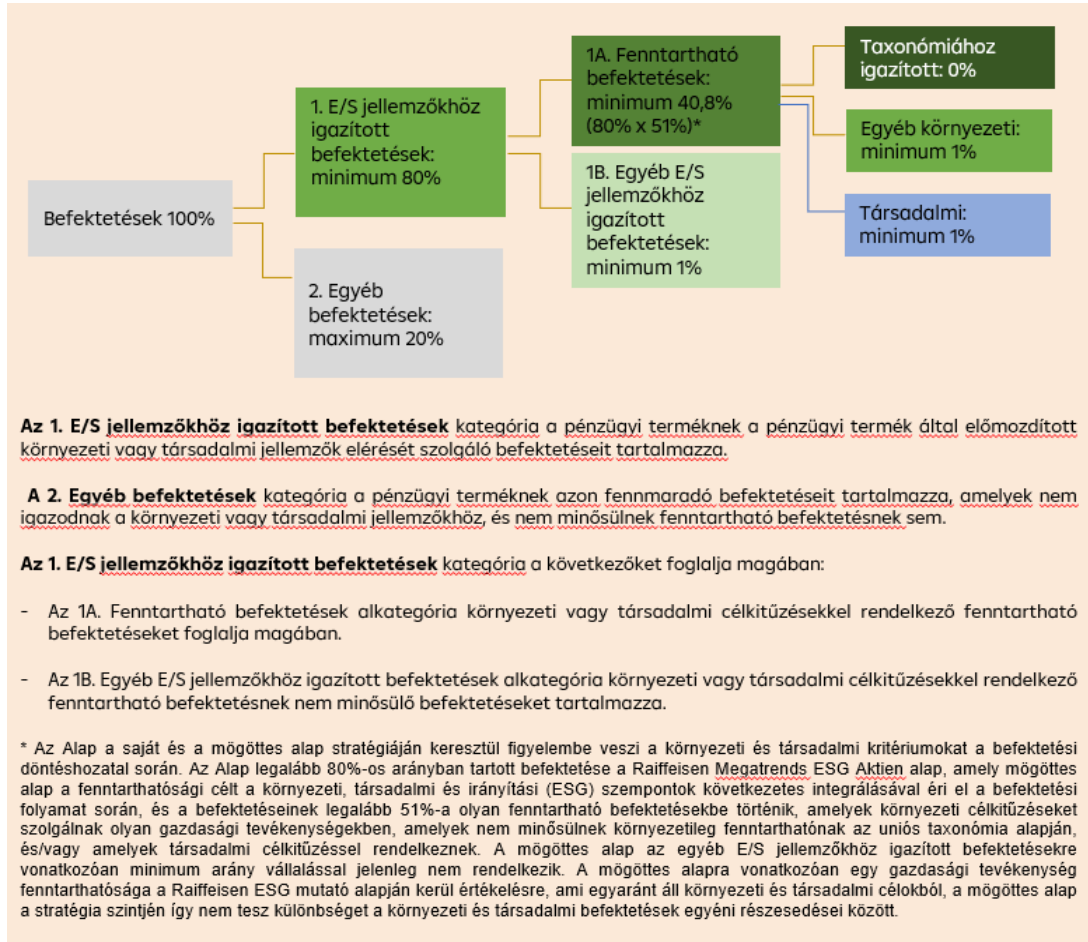 Befektetések 100%
1. E/S jellemzőkhöz
igazított
befektetések:
minimum 80%
2. Egyéb
befektetések:
maximum 20%
1A. Fenntartható
befektetések:
minimum 40,8%
(80% x 51%)*
1B. Egyéb E/S
jellemzőkhöz
igazított
befektetések:
minimum 1%
Taxonómiához
igazított: 0%
Egyéb környezeti:
minimum 1%
Társadalmi:
minimum 1%
Az 1. E/S jellemzőkhöz igazított befektetések kategória a pénzügyi terméknek a pénzügyi termék által előmozdított
környezeti vagy társadalmi jellemzők elérését szolgáló befektetéseit tartalmazza.
A 2. Egyéb befektetések kategória a pénzügyi terméknek azon fennmaradó befektetéseit tartalmazza, amelyek nem
igazodnak a környezeti vagy társadalmi jellemzőkhöz, és nem minősülnek fenntartható befektetésnek sem.
Az 1. E/S jellemzőkhöz igazított befektetések kategória a következőket foglalja magában:
- Az 1A. Fenntartható befektetések alkategória környezeti vagy társadalmi célkitűzésekkel rendelkező fenntartható
befektetéseket foglalja magában.
- Az 1B. Egyéb E/S jellemzőkhöz igazított befektetések alkategória környezeti vagy társadalmi célkitűzésekkel rendelkező
fenntartható befektetésnek nem minősülő befektetéseket tartalmazza.
* Az Alap a saját és a mögöttes alap stratégiáján keresztül figyelembe veszi a környezeti és társadalmi kritériumokat a befektetési
döntéshozatal során. Az Alap legalább 80%-os arányban tartott befektetése a Raiffeisen Megatrends ESG Aktien alap, amely mögöttes
alap a fenntarthatósági célt a környezeti, társadalmi és irányítási (ESG) szempontok következetes integrálásával éri el a befektetési
folyamat során, és a befektetéseinek legalább 51%-a olyan fenntartható befektetésekbe történik, amelyek környezeti célkitűzéseket
szolgálnak olyan gazdasági tevékenységekben, amelyek nem minősülnek környezetileg fenntarthatónak az uniós taxonómia alapján,
és/vagy amelyek társadalmi célkitűzéssel rendelkeznek. A mögöttes alap az egyéb E/S jellemzőkhöz igazított befektetésekre
vonatkozóan minimum arány vállalással jelenleg nem rendelkezik. A mögöttes alapra vonatkozóan egy gazdasági tevékenység
fenntarthatósága a Raiffeisen ESG mutató alapján kerül értékelésre, ami egyaránt áll környezeti és társadalmi célokból, a mögöttes alap
a stratégia szintjén így nem tesz különbséget a környezeti és társadalmi befektetések egyéni részesedései között.